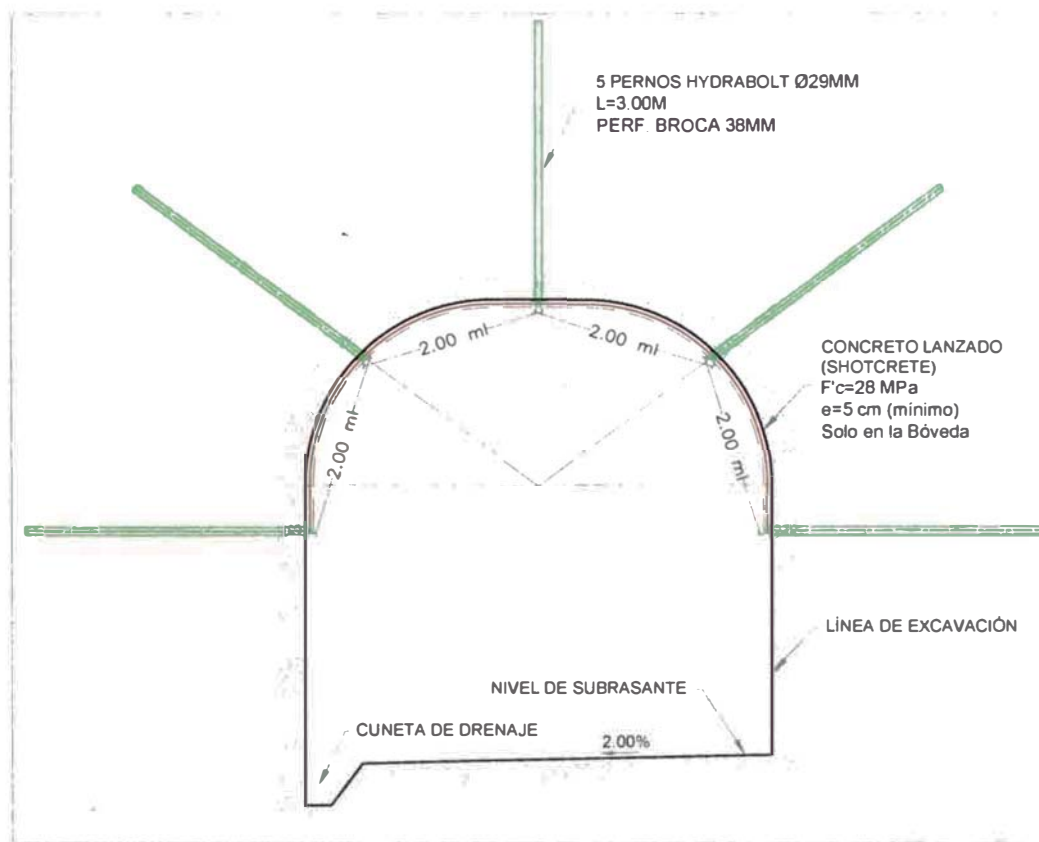 5 PERNOS HYDRABOLT Ø29MM
L=3.00M
PERF. BROCA 38MM
2.00 ml
2.00 ml
CONCRETO LANZADO
(SHOTCRETE)
F'c=28 MPa
e=5 cm (mínimo)
Solo en la Bóveda
2.00 ml
2.00 ml
LÍNEA DE EXCAVACIÓN
NIVEL DE SUBRASANTE
CUNETA DE DRENAJE
2.00%